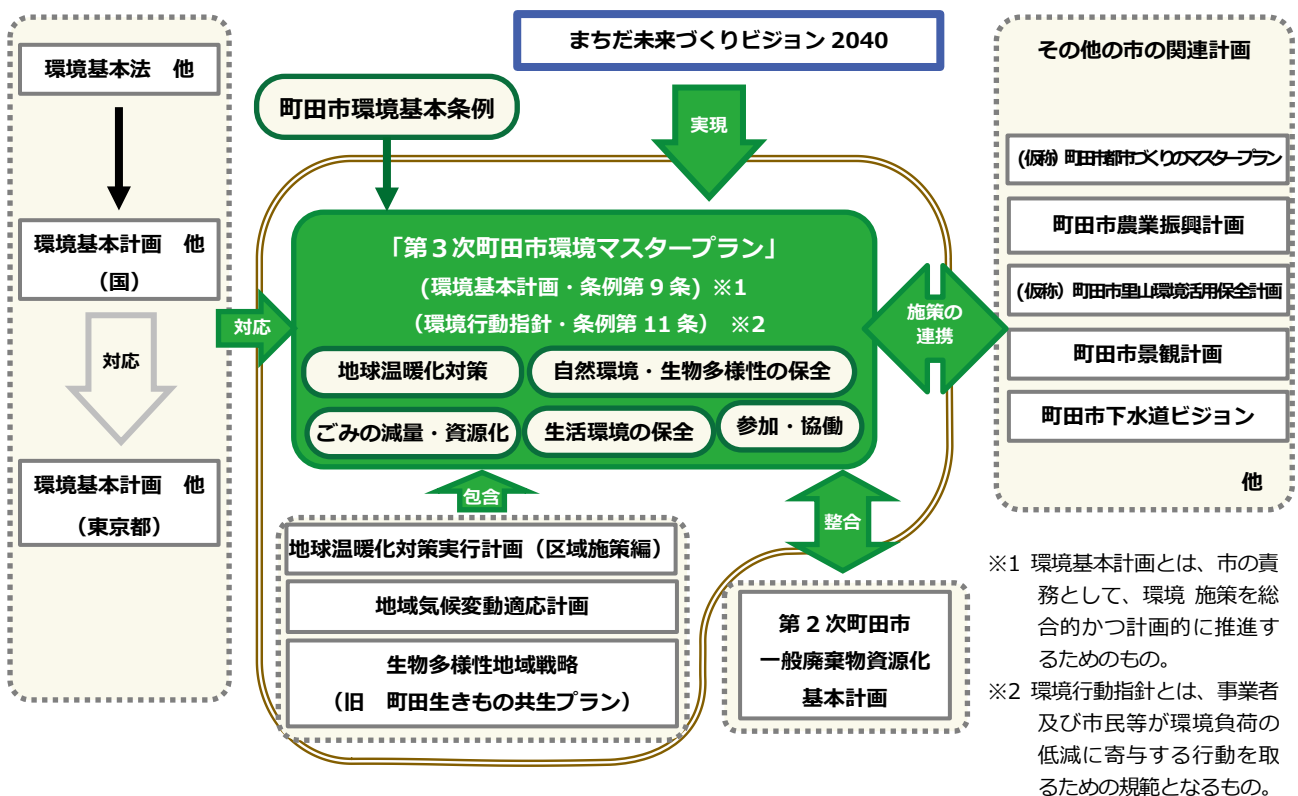 まちだ未来づくりビジョン 2040
環境基本法　他
環境基本計画　他
（国）
対応
環境基本計画　他
（東京都）
町田市環境基本条例
実現
対応
「第３次町田市環境マスタープラン」
(環境基本計画・条例第 9 条) ※1
（環境行動指針・条例第 11 条）　※2
地球温暖化対策
自然環境・生物多様性の保全
ごみの減量・資源化
生活環境の保全
参加・協働
施策の
連携
包含
整合
地球温暖化対策実行計画（区域施策編）
地域気候変動適応計画
生物多様性地域戦略
（旧　町田生きもの共生プラン）
第 2 次町田市
一般廃棄物資源化
基本計画
その他の市の関連計画
(仮称）町田市都市づくりのマスタープラン
町田市農業振興計画
(仮称）町田市里山環境活用保全計画
町田市景観計画
町田市下水道ビジョン
他
※1 環境基本計画とは、市の責
務として、環境 施策を総
合的かつ計画的に推進す
るためのもの。
※2 環境行動指針とは、事業者
及び市民等が環境負荷の
低減に寄与する行動を取
るための規範となるもの。